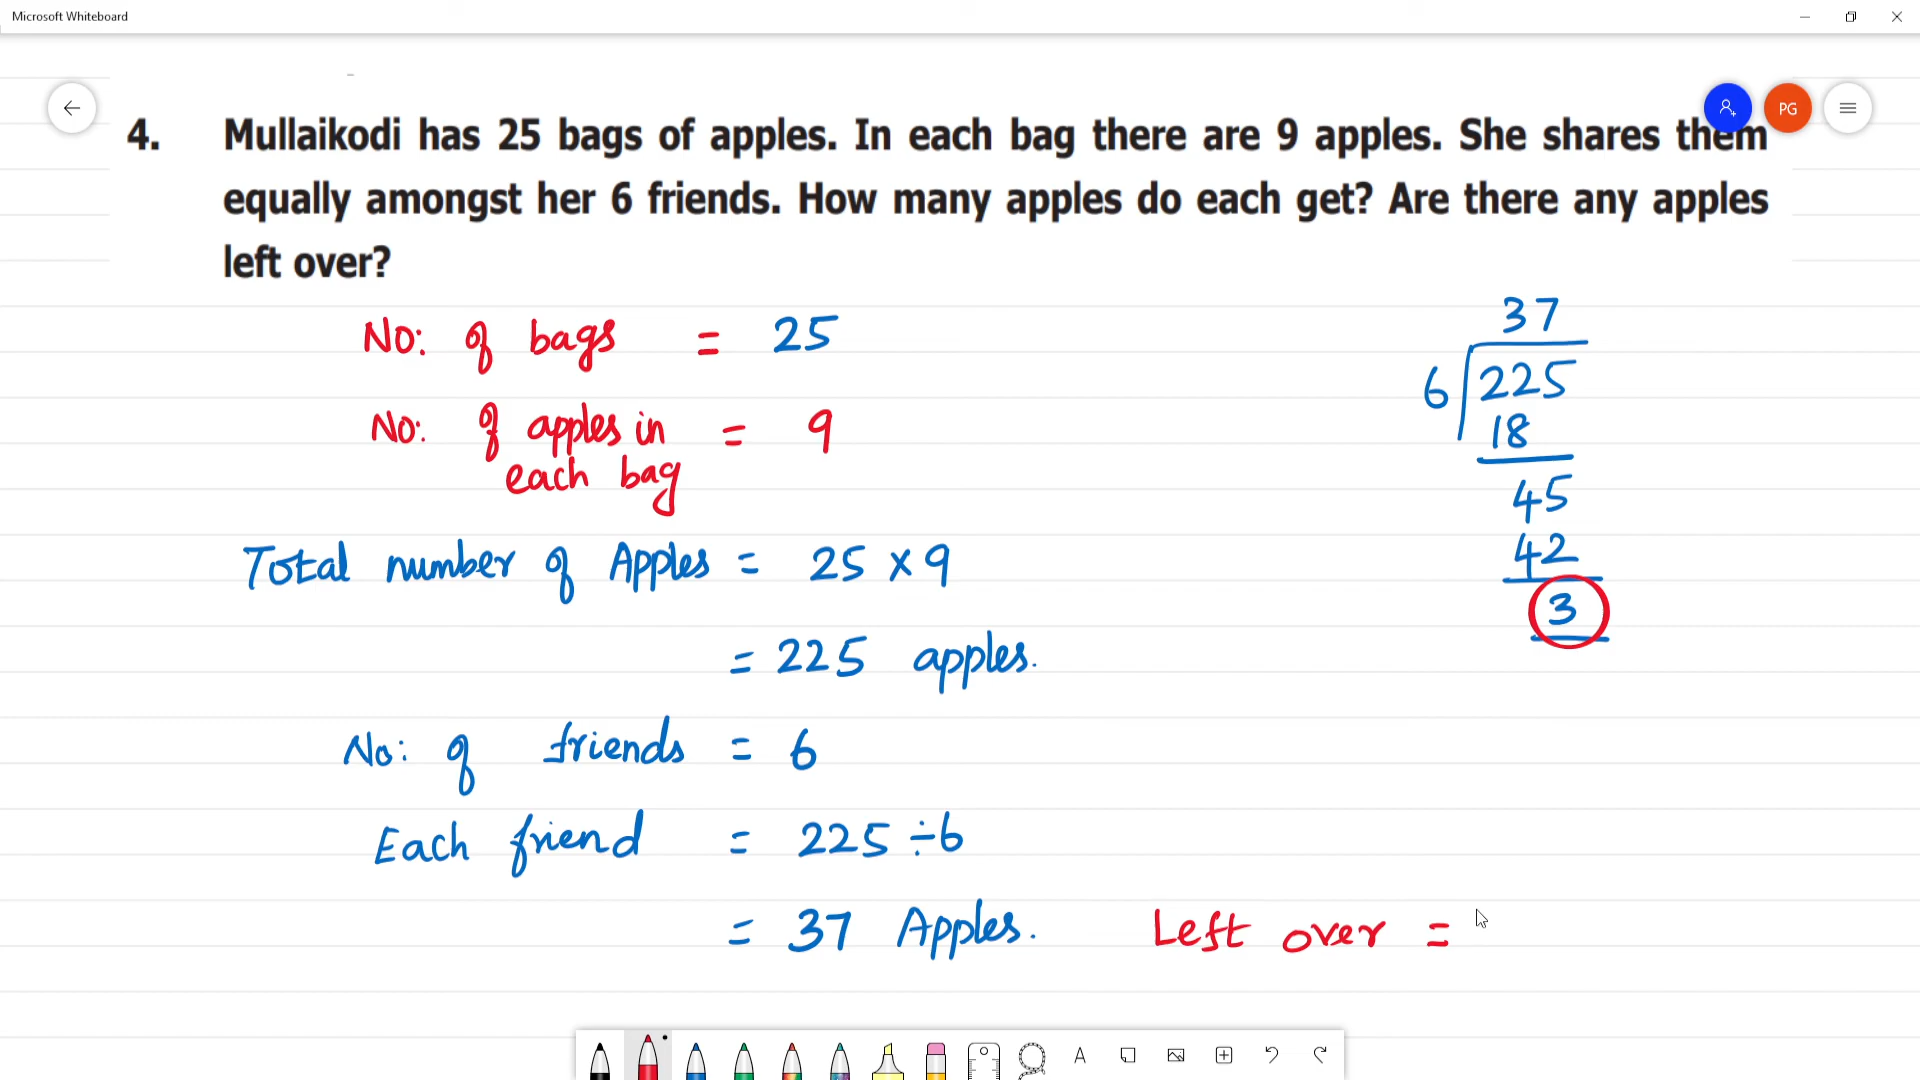 Microsoft Whiteboard
PG
4. Mullaikodi has 25 bags of apples. In each bag there are 9 apples. She shares them
equally amongst her 6 friends. How many apples do each get? Are there any apples
left over?
No: of bags = 25
No: of apples in = 9
each bag
Total number of Apples = 25 × 9
= 225 apples.
No: of friends = 6
Each friend = 225 ÷ 6
= 37 Apples. Left over =
37
6 225
18
45
42
3
A